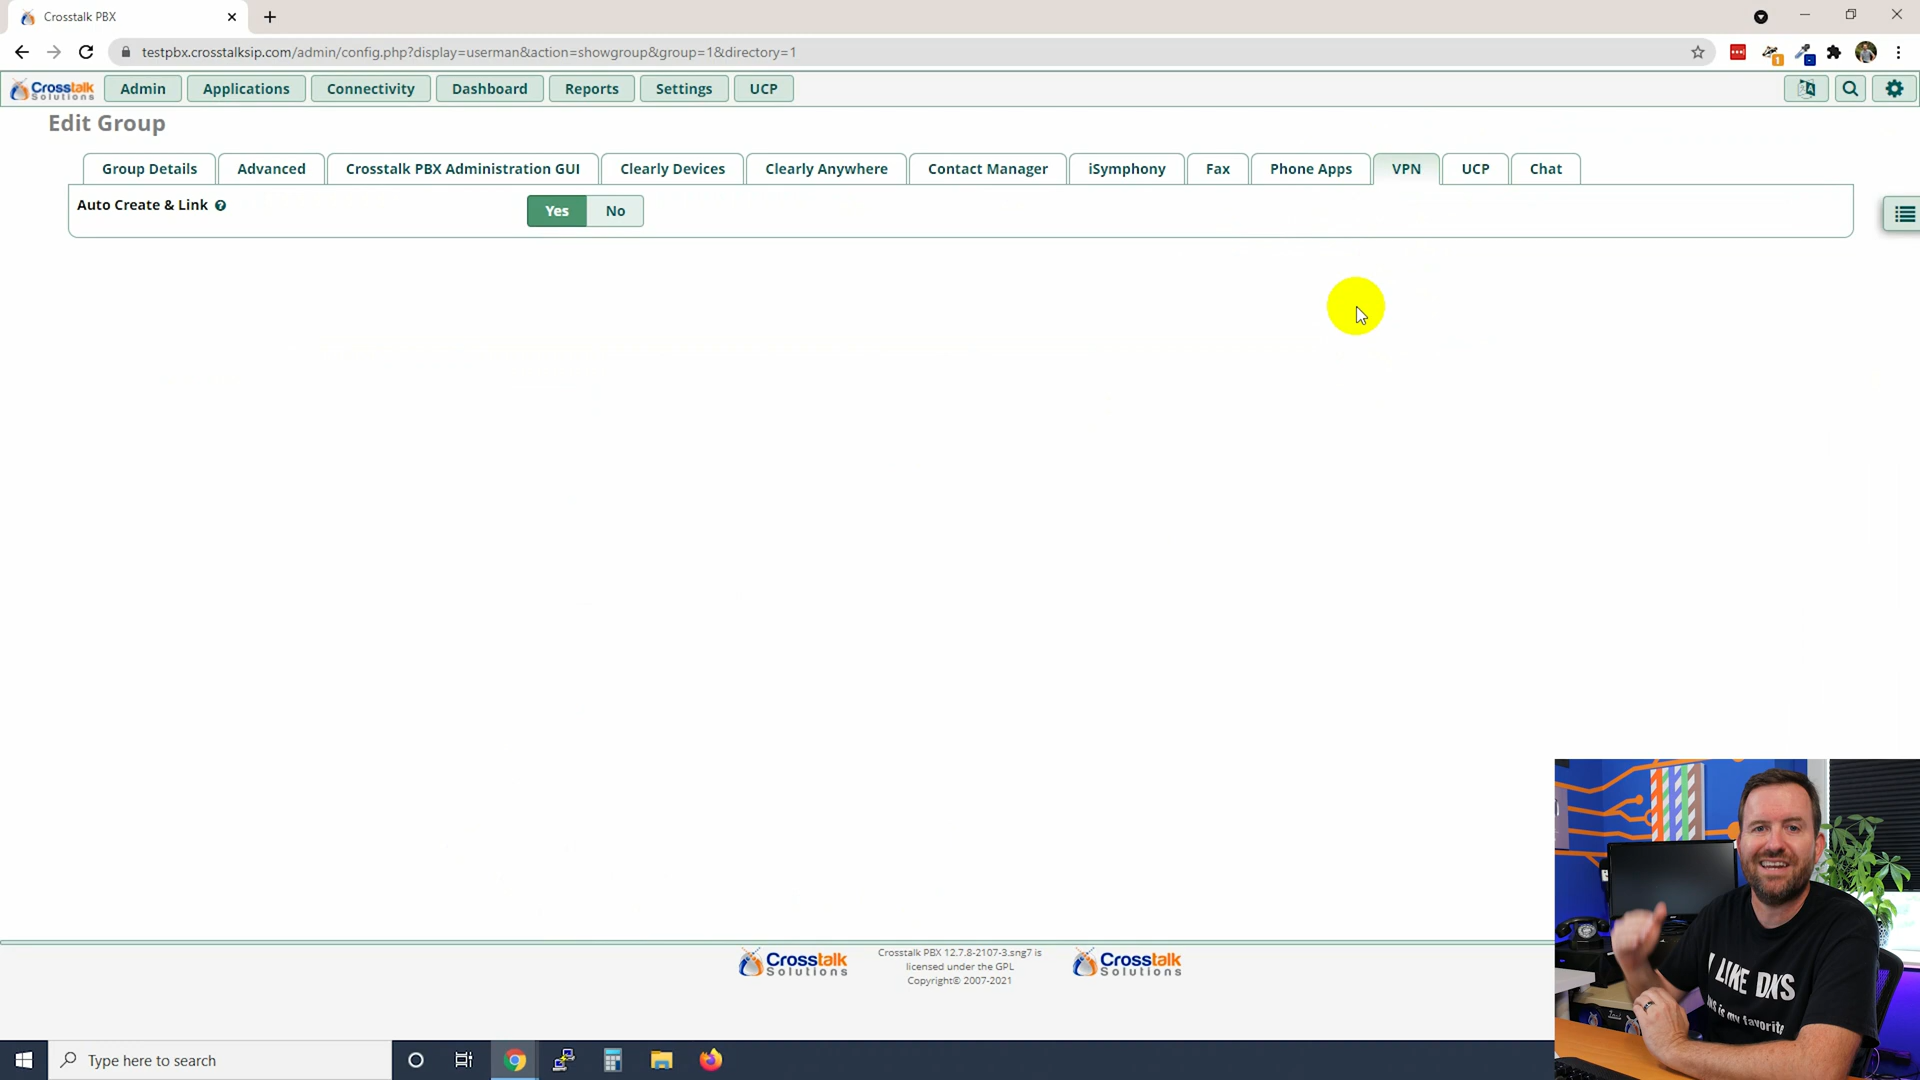 Crosstalk PBX
testpbx.crosstalksip.com/admin/config.php?display=userman&action=showgroup&group=1&directory=1
1
Crosstalk Solutions
Admin
Applications
Connectivity
Dashboard
Reports
Settings
UCP
Edit Group
Group Details
Advanced
Crosstalk PBX Administration GUI
Clearly Devices
Clearly Anywhere
Contact Manager
iSymphony
Fax
Phone Apps
VPN
UCP
Chat
Auto Create & Link
Yes
No
Crosstalk Solutions
Crosstalk PBX 12.7.8-2107-3.sng7 is
licensed under the GPL
Copyright© 2007-2021
Crosstalk Solutions
I LIKE DNS
is my favorite
Type here to search